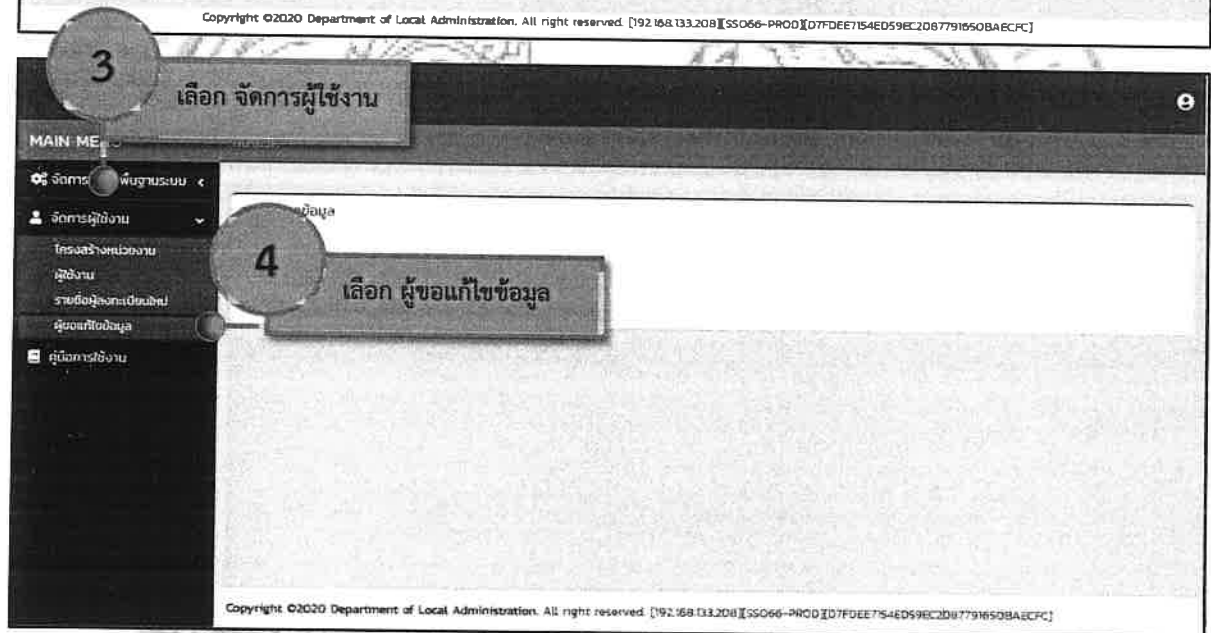 Copyright ©2020 Department of Local Administration. All right reserved. [192.168.133.208][SSO66-PROD][D7FDEE7154ED59EC2D87791650BAECFC]
3
เลือก จัดการผู้ใช้งาน
MAIN ME
จัดการ พื้นฐานระบบ
จัดการผู้ใช้งาน
ข้อมูล
โครงสร้างหน่วยงาน
4
ผู้ใช้งาน
เลือก ผู้ขอแก้ไขข้อมูล
รายชื่อผู้ลงทะเบียนใหม่
ผู้ขอแก้ไขข้อมูล
คู่มือการใช้งาน
Copyright ©2020 Department of Local Administration. All right reserved. [192.168.133.208][SSO66-PROD][D7FDEE7154ED59EC2D87791650BAECFC]